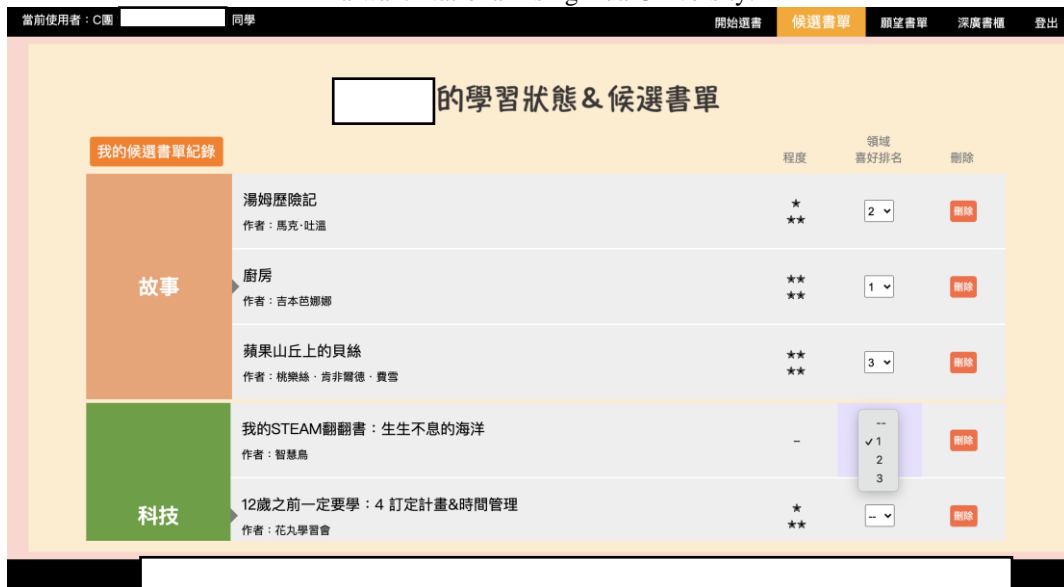 當前使用者：C團 同學
開始選書 候選書單 願望書單 深廣書櫃 登出
的學習狀態&候選書單
我的候選書單紀錄
程度
領域
喜好排名
刪除
故事
湯姆歷險記
作者：馬克·吐溫
★
★★
2
刪除
廚房
作者：吉本芭娜娜
★★
★★
1
刪除
蘋果山丘上的貝絲
作者：桃樂絲·肯非爾德·費雪
★★
★★
3
刪除
科技
我的STEAM翻翻書：生生不息的海洋
作者：智慧鳥
–
--
✓1
2
3
刪除
12歲之前一定要學：4 訂定計畫&時間管理
作者：花丸學習會
★
★★
--
刪除